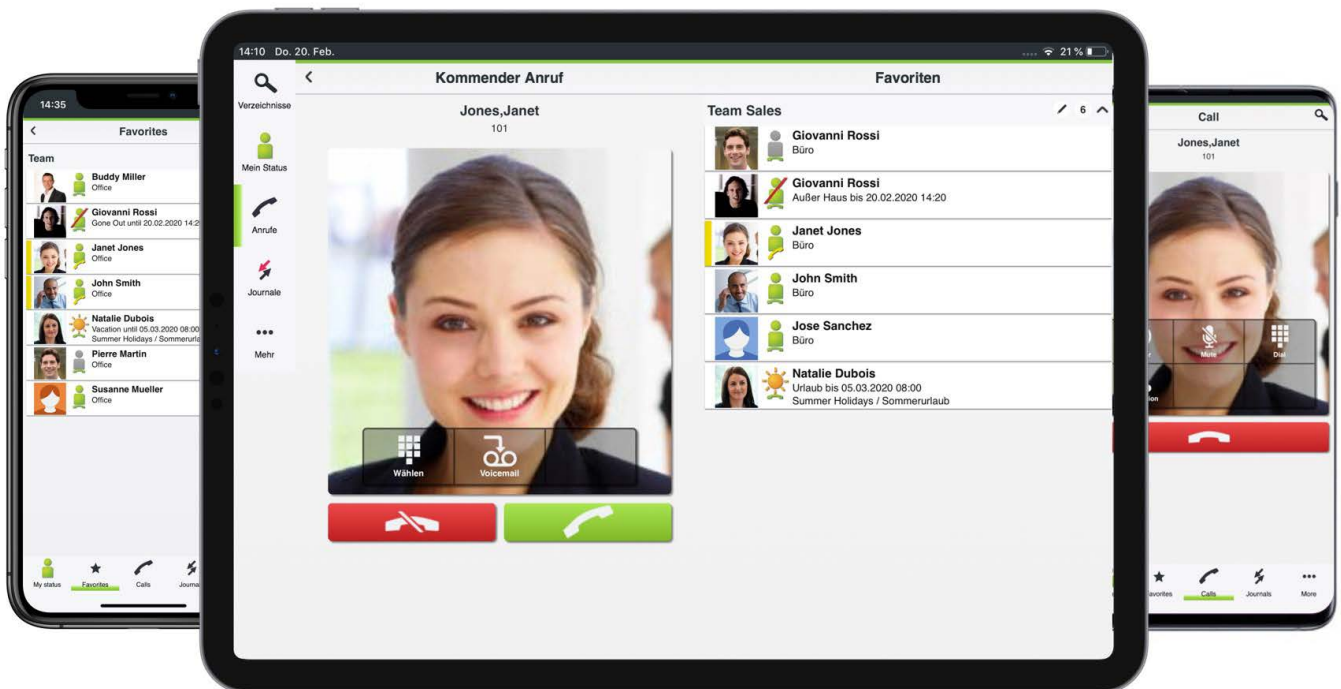 14:35
Favorites
Team
Buddy Miller
Office
Giovanni Rossi
Gone Out until 20.02.2020 14:2
Janet Jones
Office
John Smith
Office
Natalie Dubois
Vacation until 05.03.2020 08:00
Summer Holidays / Sommerurla
Pierre Martin
Office
Susanne Mueller
Office
My status
Favorites
Calls
Journa
14:10 Do. 20. Feb.
21 %
Verzeichnisse
Mein Status
Anrufe
Journale
Mehr
Kommender Anruf
Jones,Janet
101
Wählen
Voicemail
Favoriten
Team Sales
6
Giovanni Rossi
Büro
Giovanni Rossi
Außer Haus bis 20.02.2020 14:20
Janet Jones
Büro
John Smith
Büro
Jose Sanchez
Büro
Natalie Dubois
Urlaub bis 05.03.2020 08:00
Summer Holidays / Sommerurlaub
Call
Jones,Janet
101
Mute
Dial
avorites
Calls
Journals
More